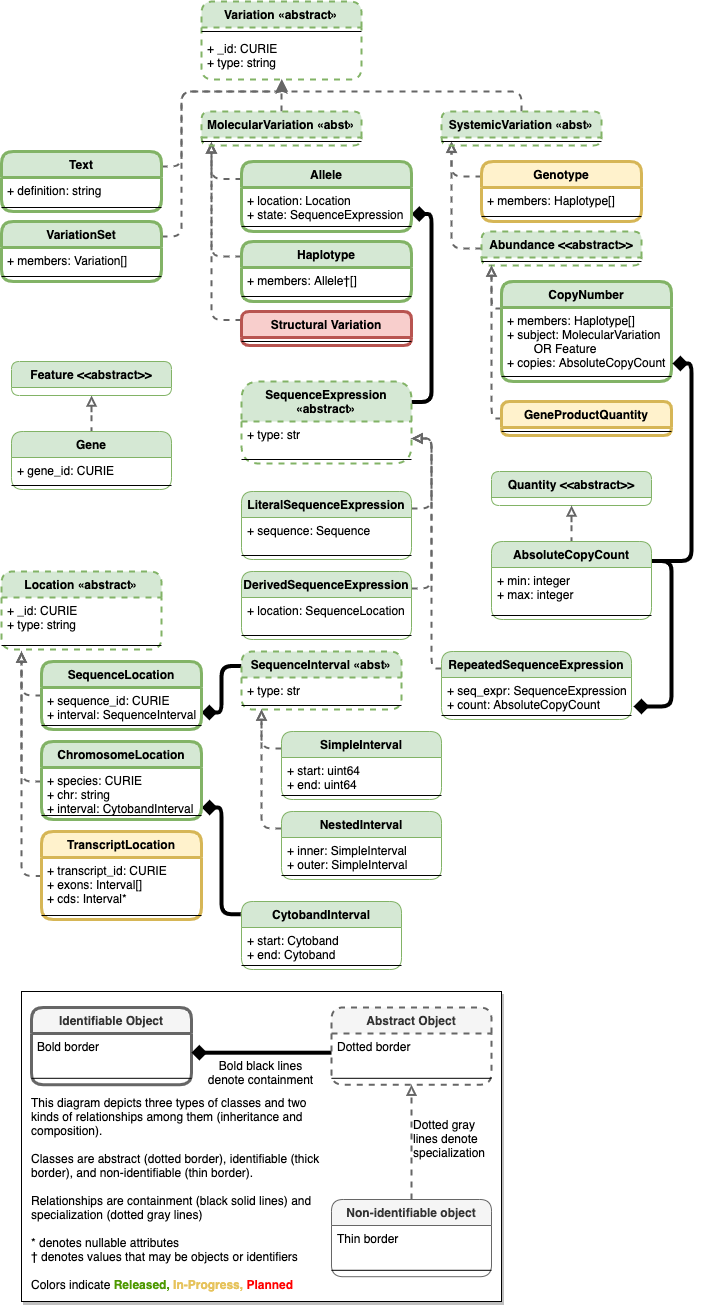 Variation «abstract»
+ _id: CURIE
+ type: string
MolecularVariation «abst»
SystemicVariation «abst»
Text
+ definition: string
Allele
+ location: Location
+ state: SequenceExpression
Genotype
+ members: Haplotype[]
VariationSet
+ members: Variation[]
Haplotype
+ members: Allele†[]
Abundance <<abstract>>
Structural Variation
CopyNumber
+ members: Haplotype[]
+ subject: MolecularVariation
OR Feature
+ copies: AbsoluteCopyCount
Feature <<abstract>>
SequenceExpression
«abstract»
+ type: str
GeneProductQuantity
Gene
+ gene_id: CURIE
Quantity <<abstract>>
LiteralSequenceExpression
+ sequence: Sequence
AbsoluteCopyCount
+ min: integer
+ max: integer
Location «abstract»
+ _id: CURIE
+ type: string
DerivedSequenceExpression
+ location: SequenceLocation
SequenceLocation
+ sequence_id: CURIE
+ interval: SequenceInterval
SequenceInterval «abst»
+ type: str
RepeatedSequenceExpression
+ seq_expr: SequenceExpression
+ count: AbsoluteCopyCount
ChromosomeLocation
+ species: CURIE
+ chr: string
+ interval: CytobandInterval
SimpleInterval
+ start: uint64
+ end: uint64
TranscriptLocation
+ transcript_id: CURIE
+ exons: Interval[]
+ cds: Interval*
NestedInterval
+ inner: SimpleInterval
+ outer: SimpleInterval
CytobandInterval
+ start: Cytoband
+ end: Cytoband
Identifiable Object
Bold border
Abstract Object
Dotted border
Bold black lines
denote containment
This diagram depicts three types of classes and two
kinds of relationships among them (inheritance and
composition).
Classes are abstract (dotted border), identifiable (thick
border), and non-identifiable (thin border).
Relationships are containment (black solid lines) and
specialization (dotted gray lines)
* denotes nullable attributes
† denotes values that may be objects or identifiers
Colors indicate Released, In-Progress, Planned
Dotted gray
lines denote
specialization
Non-identifiable object
Thin border